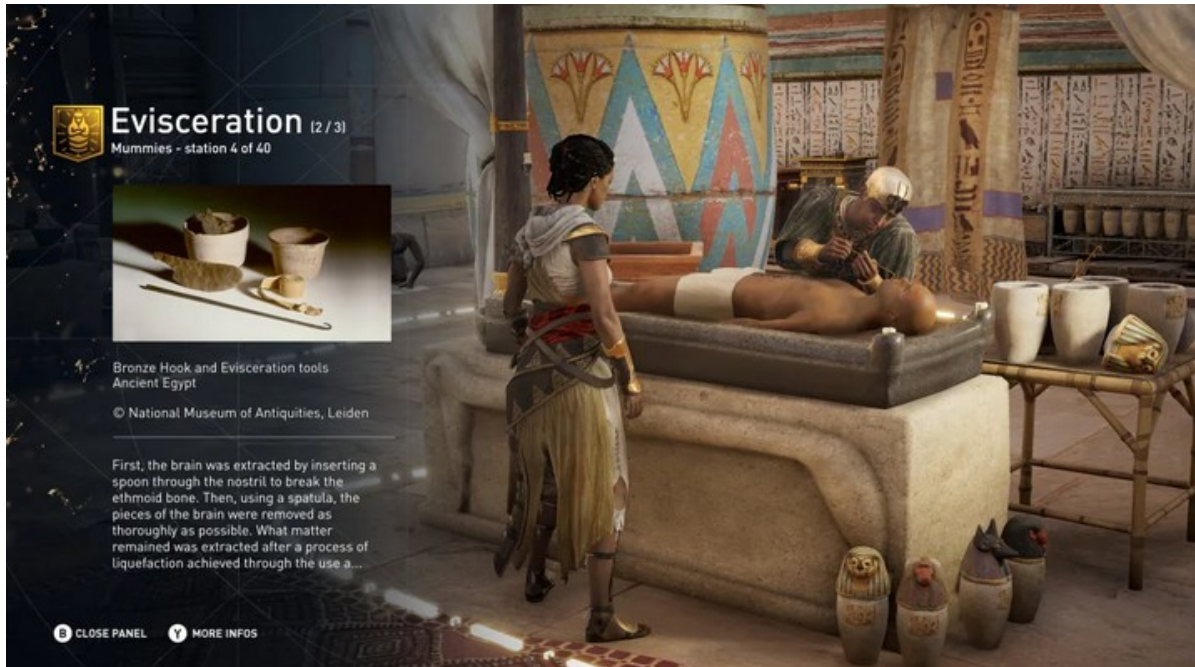 Evisceration (2 / 3)
Mummies - station 4 of 40
Bronze Hook and Evisceration tools
Ancient Egypt
© National Museum of Antiquities, Leiden
First, the brain was extracted by inserting a
spoon through the nostril to break the
ethmoid bone. Then, using a spatula, the
pieces of the brain were removed as
thoroughly as possible. What matter
remained was extracted after a process of
liquefaction achieved through the use a...
B CLOSE PANEL
Y MORE INFOS